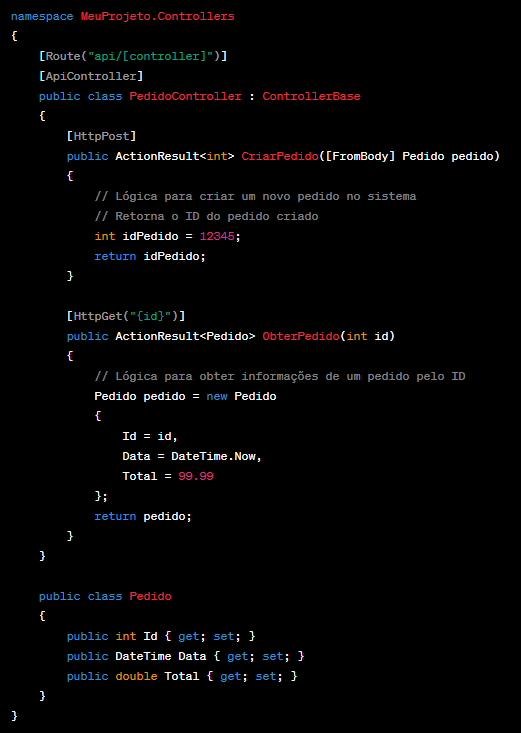 namespace MeuProjeto.Controllers
{
    [Route("api/[controller]")]
    [ApiController]
    public class PedidoController : ControllerBase
    {
        [HttpPost]
        public ActionResult<int> CriarPedido([FromBody] Pedido pedido)
        {
            // Lógica para criar um novo pedido no sistema
            // Retorna o ID do pedido criado
            int idPedido = 12345;
            return idPedido;
        }

        [HttpGet("{id}")]
        public ActionResult<Pedido> ObterPedido(int id)
        {
            // Lógica para obter informações de um pedido pelo ID
            Pedido pedido = new Pedido
            {
                Id = id,
                Data = DateTime.Now,
                Total = 99.99
            };
            return pedido;
        }
    }

    public class Pedido
    {
        public int Id { get; set; }
        public DateTime Data { get; set; }
        public double Total { get; set; }
    }
}